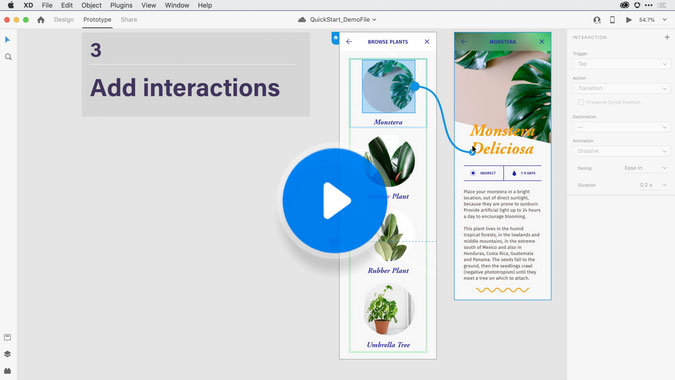 XD File Edit Object Plugins View Window Help
Design Prototype Share
QuickStart_DemoFile
54.7%
3
Add interactions
BROWSE PLANTS
Monstera
Rubber Plant
Rubber Plant
Umbrella Tree
MONSTERA
Monstera
Deliciosa
INDIRECT
7-9 DAYS
Place your monstera in a bright
location, out of direct sunlight,
because they are prone to sunburn.
Provide artificial light up to 14 hours
a day to encourage blooming.
This plant lives in the humid
tropical forests, in the lowlands and
middle mountains, in the extreme
south of Mexico and also in
Honduras, Costa Rica, Guatemala
and Panama. The seeds fall to the
ground, then the seedlings crawl
(negative phototropism) until they
meet a tree on which to attach.
INTERACTION
Trigger
Tap
Action
Transition
Preserve Scroll Position
Destination
Animation
Dissolve
Easing Ease In
Duration 0.2 s